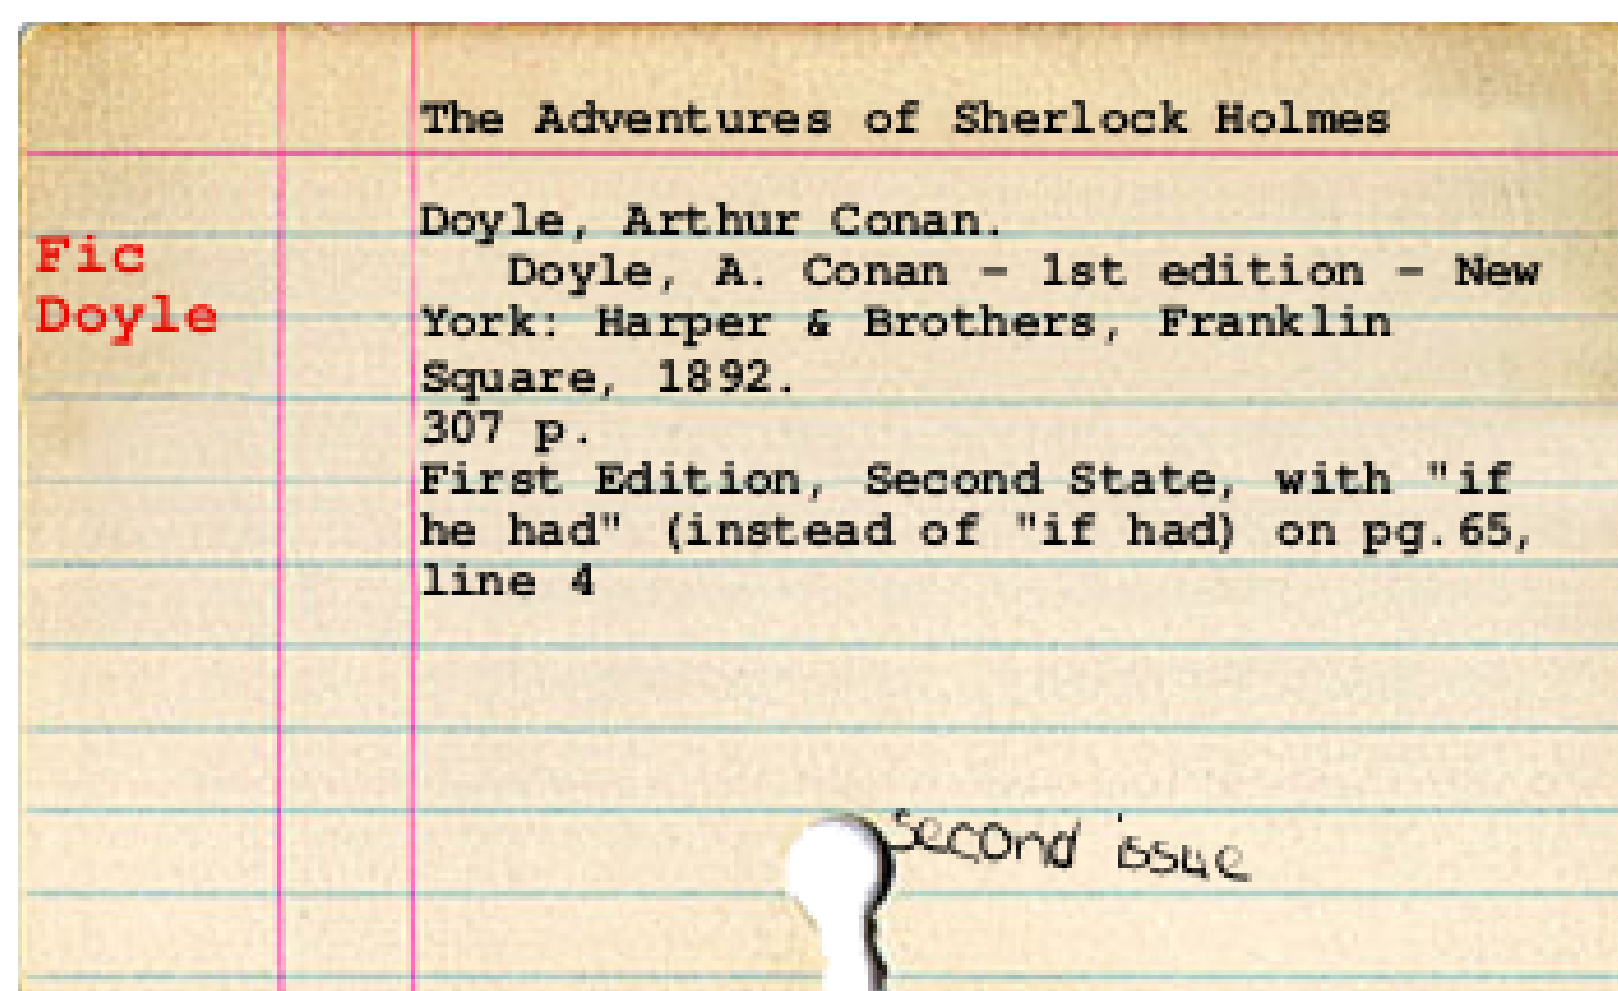 The Adventures of Sherlock Holmes
Fic
Doyle
Doyle, Arthur Conan.
Doyle, A. Conan - 1st edition - New
York: Harper & Brothers, Franklin
Square, 1892.
307 p.
First Edition, Second State, with "if
he had" (instead of "if had) on pg.65,
line 4
second issue